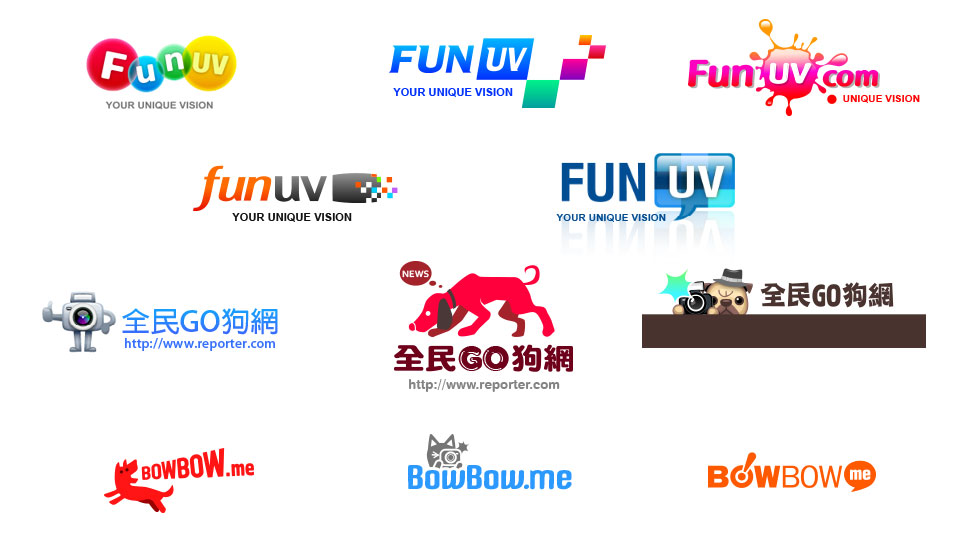 FunUV
YOUR UNIQUE VISION
FUN UV
YOUR UNIQUE VISION
FunUV.com
UNIQUE VISION
funuv
YOUR UNIQUE VISION
FUN UV
YOUR UNIQUE VISION
全民GO狗網
http://www.reporter.com
NEWS
全民GO狗網
http://www.reporter.com
全民GO狗網
BOWBOW.me
BowBow.me
BOWBOW me